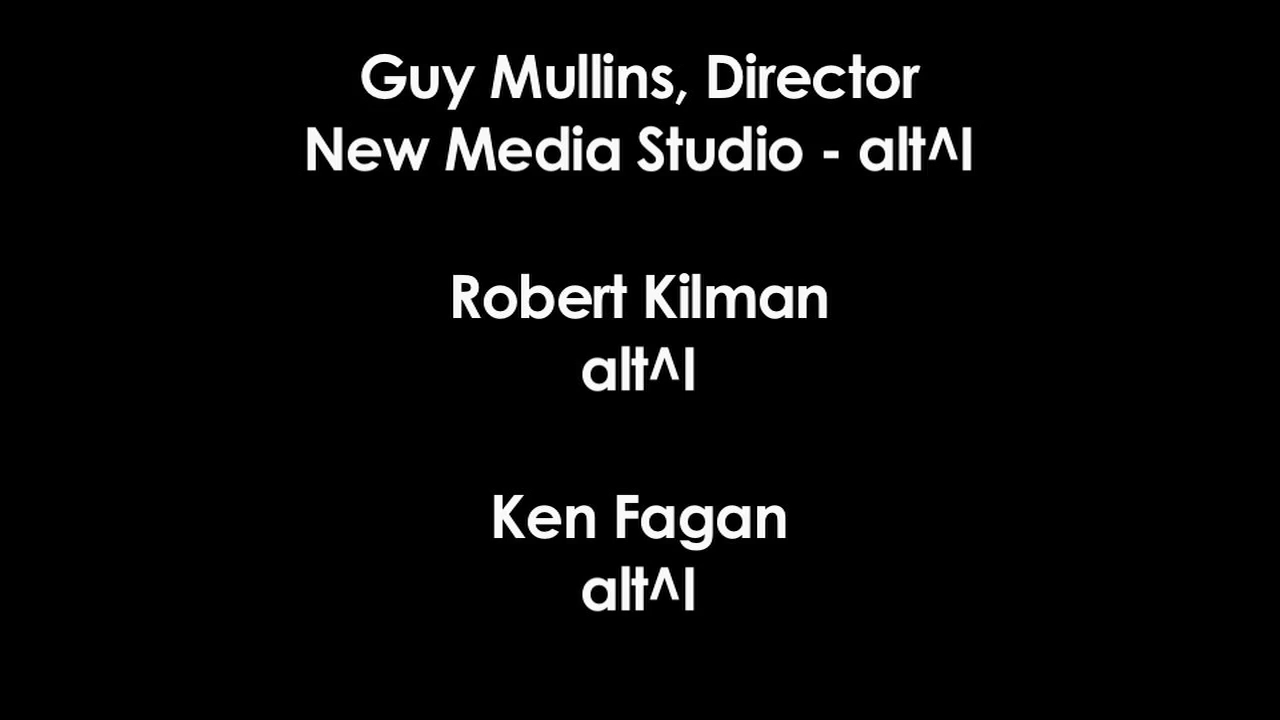 Guy Mullins, Director
New Media Studio - alt^I
Robert Kilman
alt^I
Ken Fagan
alt^I